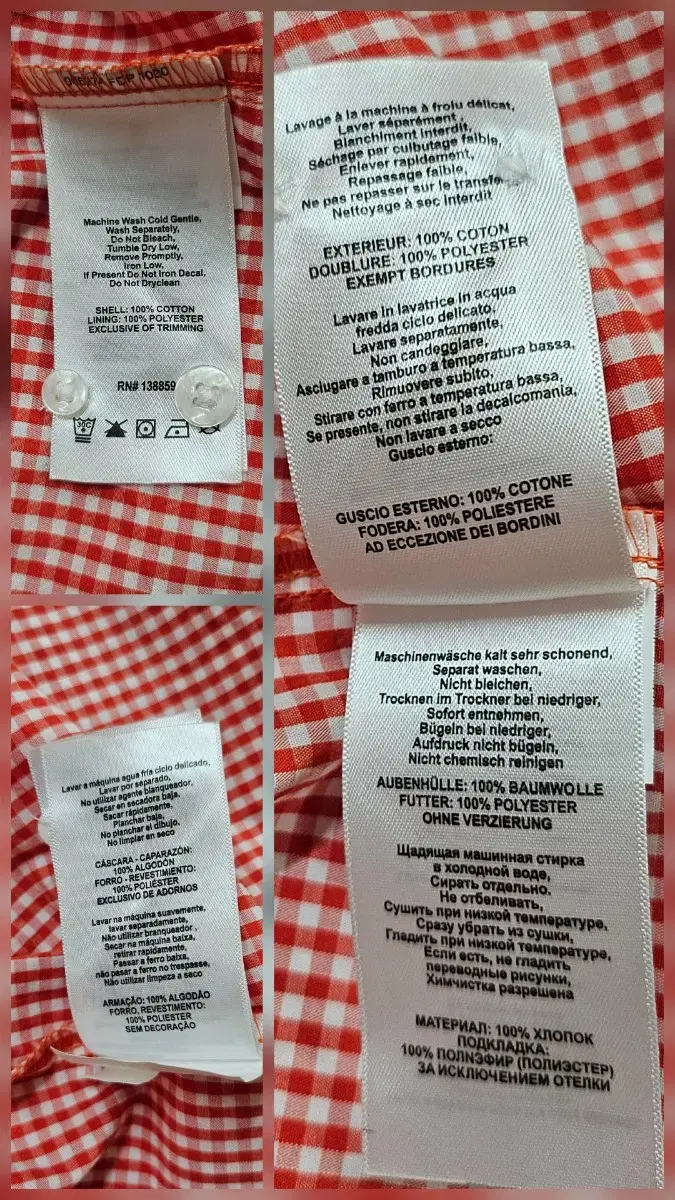 FEP 1030
Machine Wash Cold Gentle,
Wash Separately,
Do Not Bleach,
Tumble Dry Low,
Remove Promptly,
Iron Low,
If Present Do Not Iron Decal,
Do Not Dryclean
SHELL: 100% COTTON
LINING: 100% POLYESTER
EXCLUSIVE OF TRIMMING
RN# 138859
30C
Lavage à la machine à froiu délicat,
Laver séparément,
Blanchiment Interdit,
Séchage par culbutage faible,
Enlever rapidement,
Repassage faible,
Ne pas repasser sur le transfe
Nettoyage à sec Interdit
EXTERIEUR: 100% COTON
DOUBLURE: 100% POLYESTER
EXEMPT BORDURES
Lavare in lavatrice in acqua
fredda ciclo delicato,
Lavare separatamente,
Non candeggiare,
Asciugare a tamburo a temperatura bassa,
Rimuovere subito,
Stirare con ferro a temperatura bassa,
Se presente, non stirare la decalcomania,
Non lavare a secco
Guscio esterno:
GUSCIO ESTERNO: 100% COTONE
FODERA: 100% POLIESTERE
AD ECCEZIONE DEI BORDINI
Lavar a máquina agua fría ciclo delicado,
Lavar por separado,
No utilizar agente blanqueador,
Secar en secadora baja,
Sacar rápidamente,
Planchar baja,
No planchar el dibujo,
No limpiar en seco
CÁSCARA - CAPARAZÓN:
100% ALGODÓN
FORRO - REVESTIMENTO:
100% POLIÉSTER
EXCLUSIVO DE ADORNOS
Lavar na máquina suavemente,
lavar separadamente,
Não utilizar branqueador,
Secar na máquina baixa,
retirar rapidamente,
Passar a ferro baixa,
não pasar a ferro no trespasse,
Não utilizar limpeza a seco
ARMAÇÃO: 100% ALGODÃO
FORRO, REVESTIMENTO:
100% POLIESTER
SEM DECORAÇÃO
Maschinenwäsche kalt sehr schonend,
Separat waschen,
Nicht bleichen,
Trocknen im Trockner bei niedriger,
Sofort entnehmen,
Bügeln bei niedriger,
Aufdruck nicht bügeln,
Nicht chemisch reinigen
AUBENHÜLLE: 100% BAUMWOLLE
FUTTER: 100% POLYESTER
OHNE VERZIERUNG
Щадящая машинная стирка
в холодной воде,
Сирать отдельно.
Не отбеливать,
Сушить при низкой температуре,
Сразу убрать из сушки,
Гладить при низкой температуре,
Если есть, не гладить
переводные рисунки,
Химчистка разрешена
МАТЕРИАЛ: 100% ХЛОПОК
ПОДКЛАДКА:
100% ПОЛNЭФИР (ПОЛИЭСТЕР)
ЗА ИСКЛЮЧЕНИЕМ ОТЕЛКИ